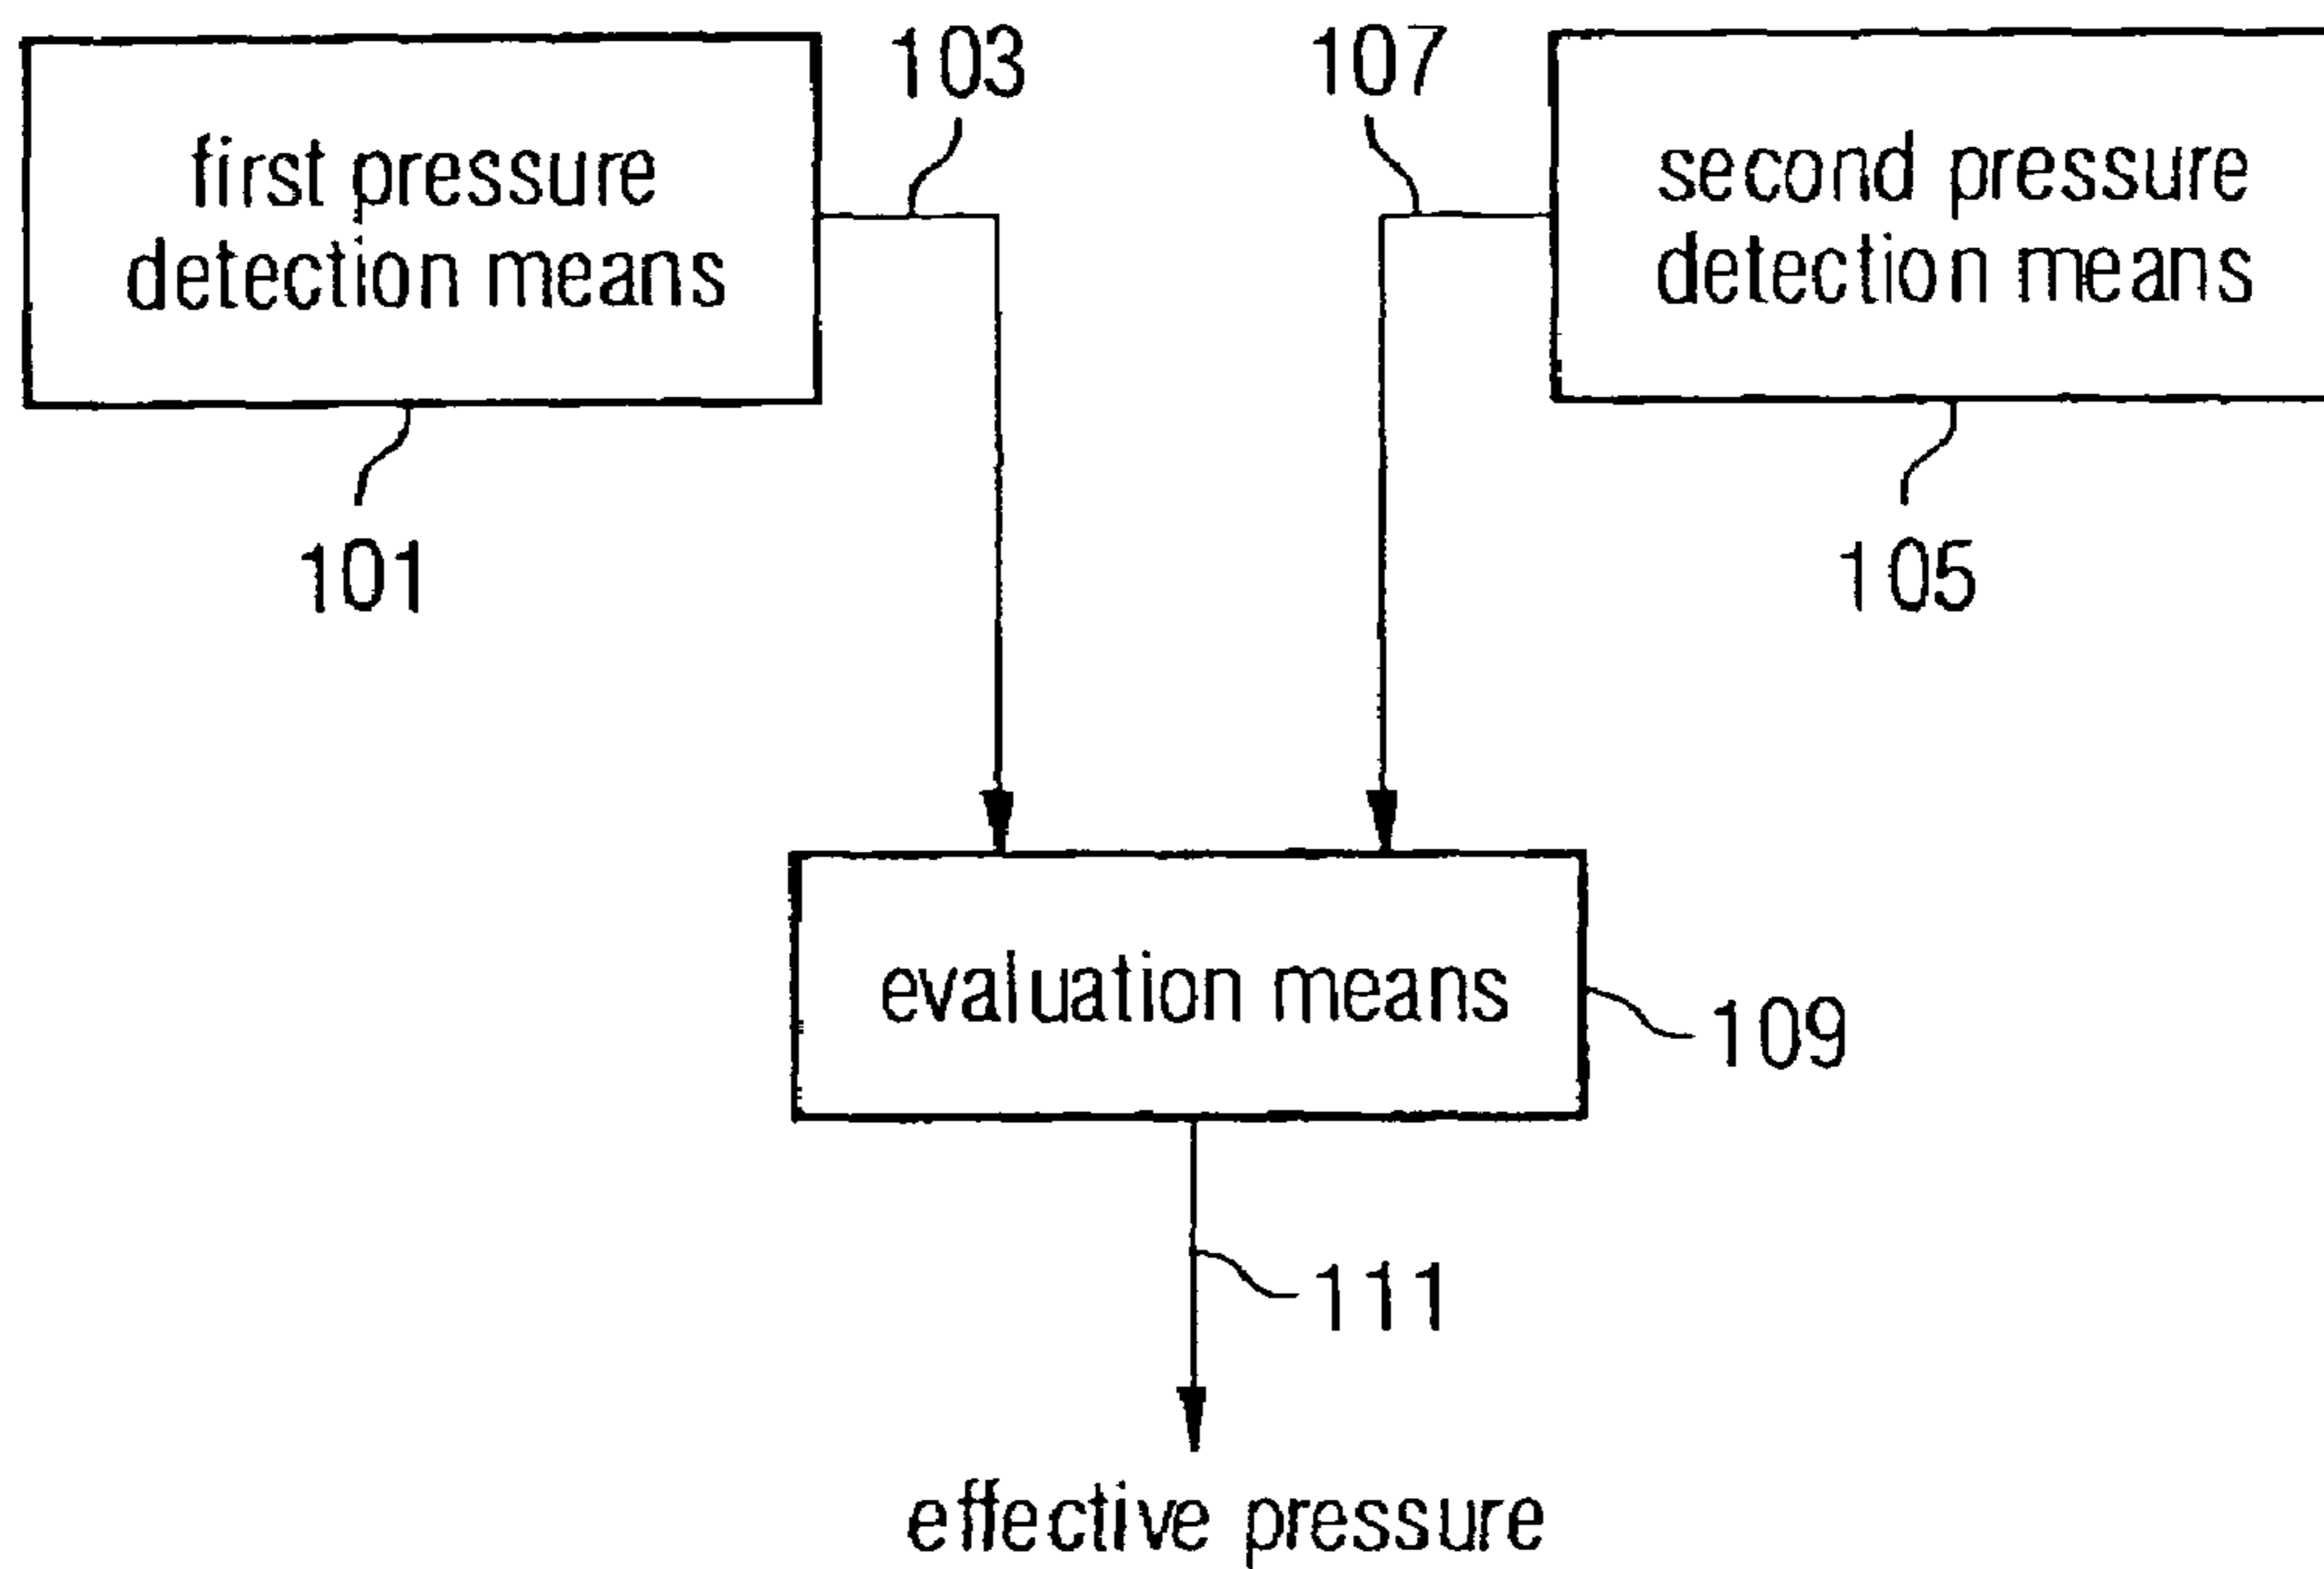 103
107
first pressure
detection means
second pressure
detection means
101
105
evaluation means
109
111
effective pressure